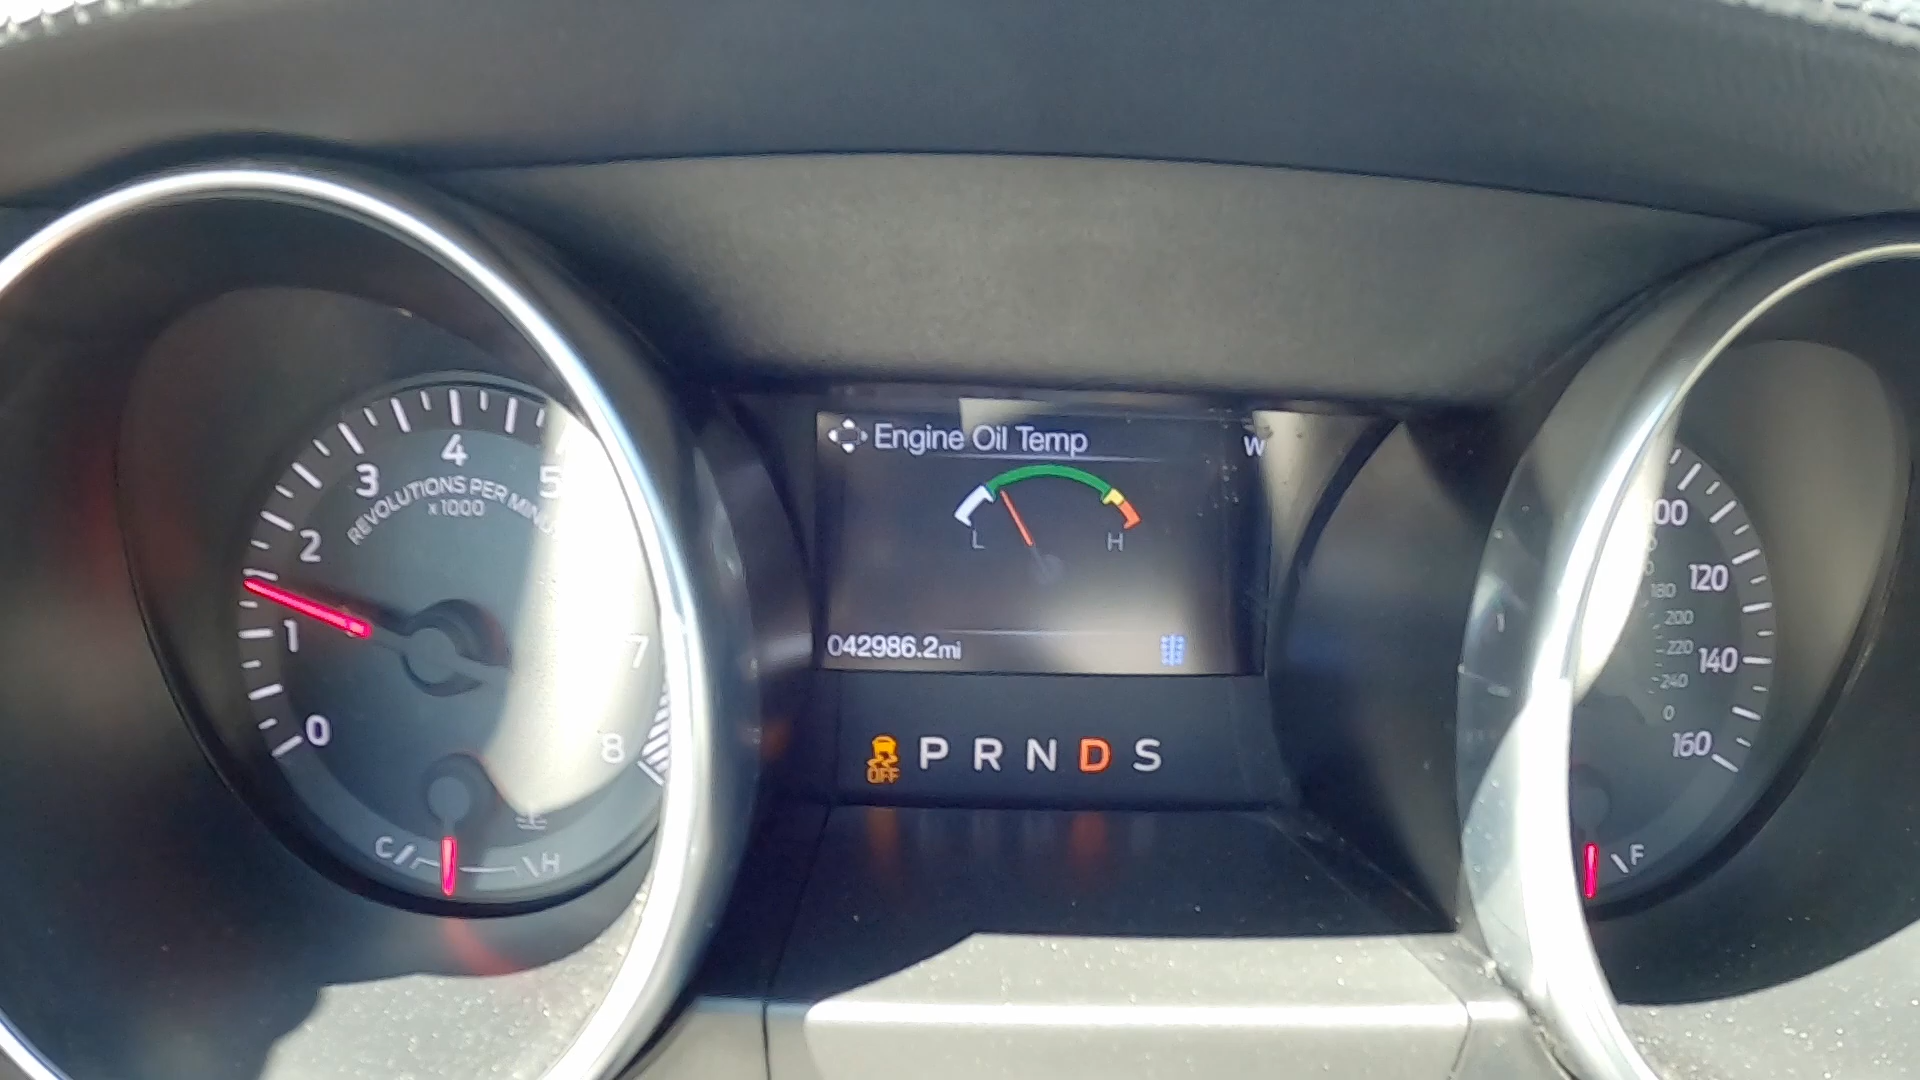 Engine Oil Temp W
L H
042986.2mi
OFF P R N D S
0
1
2
3
4
5
7
8
REVOLUTIONS PER MINU
x1000
C H
100
120
140
160
180
200
220
240
F